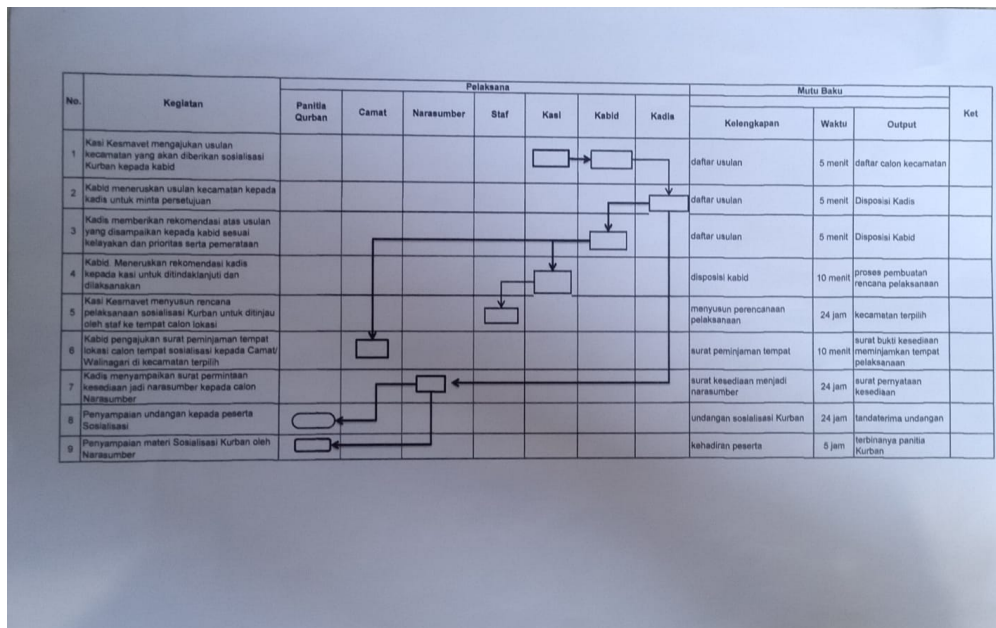 Pelaksana
Mutu Baku
No.
Kegiatan
Panitia
Qurban
Camat
Narasumber
Staf
Kasi
Kabid
Kadis
Kelengkapan
Waktu
Output
Ket
1
Kasi Kesmavet mengajukan usulan
kecamatan yang akan diberikan sosialisasi
Kurban kepada kabid
daftar usulan
5 menit
daftar calon kecamatan
2
Kabid meneruskan usulan kecamatan kepada
kadis untuk minta persetujuan
daftar usulan
5 menit
Disposisi Kadis
3
Kadis memberikan rekomendasi atas usulan
yang disampaikan kepada kabid sesuai
kelayakan dan prioritas serta pemerataan
daftar usulan
5 menit
Disposisi Kabid
4
Kabid. Meneruskan rekomendasi kadis
kepada kasi untuk ditindaklanjuti dan
dilaksanakan
disposisi kabid
10 menit
proses pembuatan
rencana pelaksanaan
5
Kasi Kesmavet menyusun rencana
pelaksanaan sosialisasi Kurban untuk ditinjau
oleh staf ke tempat calon lokasi
menyusun perencanaan
pelaksanaan
24 jam
kecamatan terpilih
6
Kabid pengajukan surat peminjaman tempat
lokasi calon tempat sosialisasi kepada Camat/
Walinagari di kecamatan terpilih
surat peminjaman tempat
10 menit
surat bukti kesediaan
meminjamkan tempat
pelaksanaan
7
Kadis menyampaikan surat permintaan
kesediaan jadi narasumber kepada calon
Narasumber
surat kesediaan menjadi
narasumber
24 jam
surat pernyataan
kesediaan
8
Penyampaian undangan kepada peserta
Sosialisasi
undangan sosialisasi Kurban
24 jam
tandaterima undangan
9
Penyampaian materi Sosialisasi Kurban oleh
Narasumber
kehadiran peserta
5 jam
terbinanya panitia
Kurban